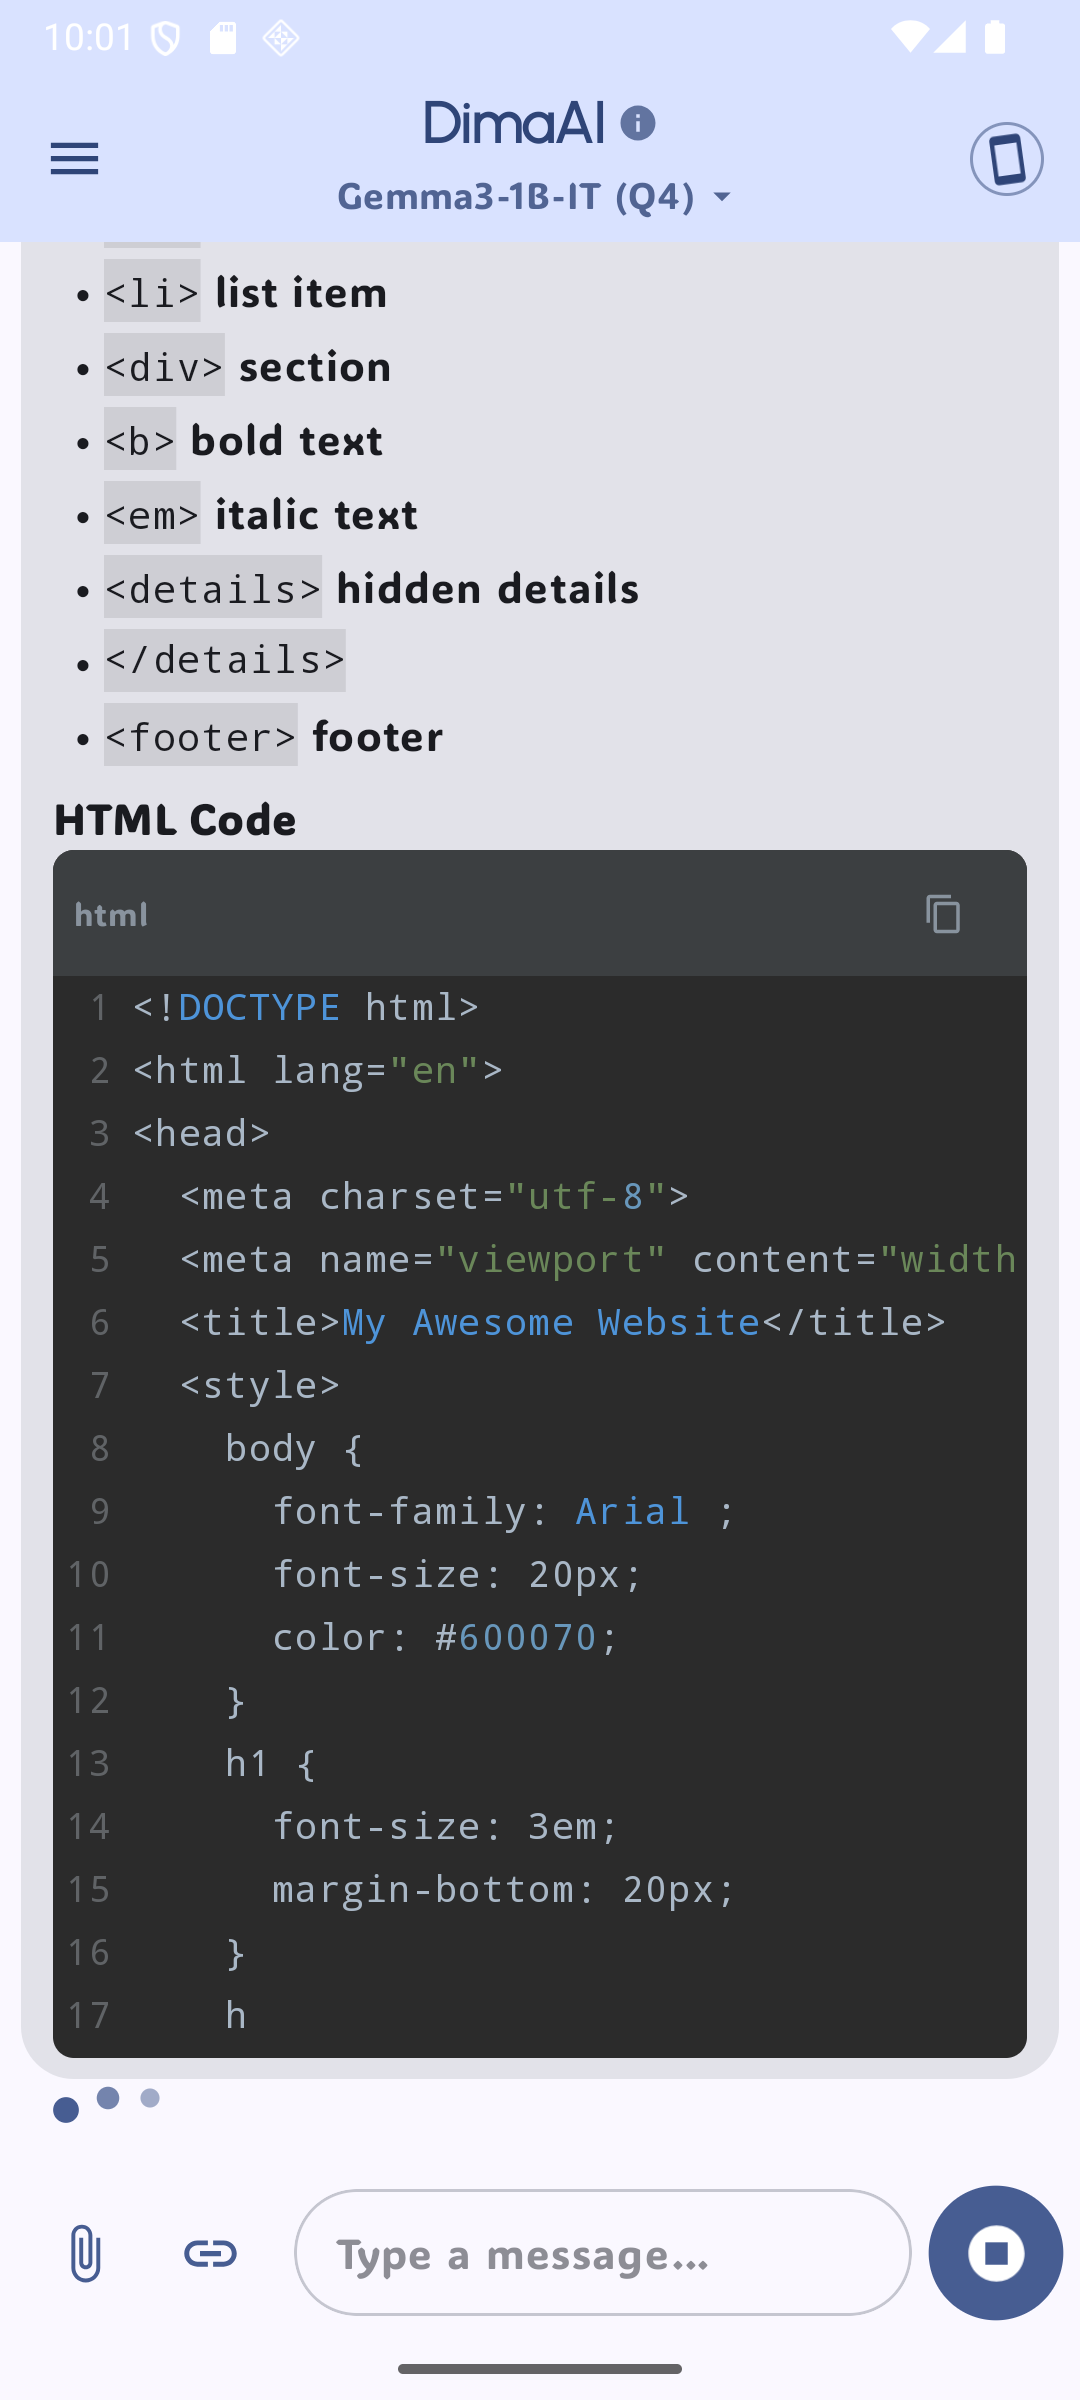 10:01
DimaAI
Gemma3-1B-IT (Q4)
• <li> list item
• <div> section
• <b> bold text
• <em> italic text
• <details> hidden details
• </details>
• <footer> footer
HTML Code
html
1 <!DOCTYPE html>
2 <html lang="en">
3 <head>
4   <meta charset="utf-8">
5   <meta name="viewport" content="width
6   <title>My Awesome Website</title>
7   <style>
8     body {
9       font-family: Arial ;
10       font-size: 20px;
11       color: #600070;
12     }
13     h1 {
14       font-size: 3em;
15       margin-bottom: 20px;
16     }
17     h
Type a message...